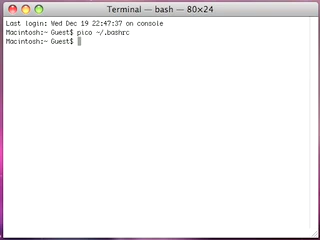 Terminal — bash — 80×24
Last login: Wed Dec 19 22:47:37 on console
Macintosh:~ Guest$ pico ~/.bashrc
Macintosh:~ Guest$